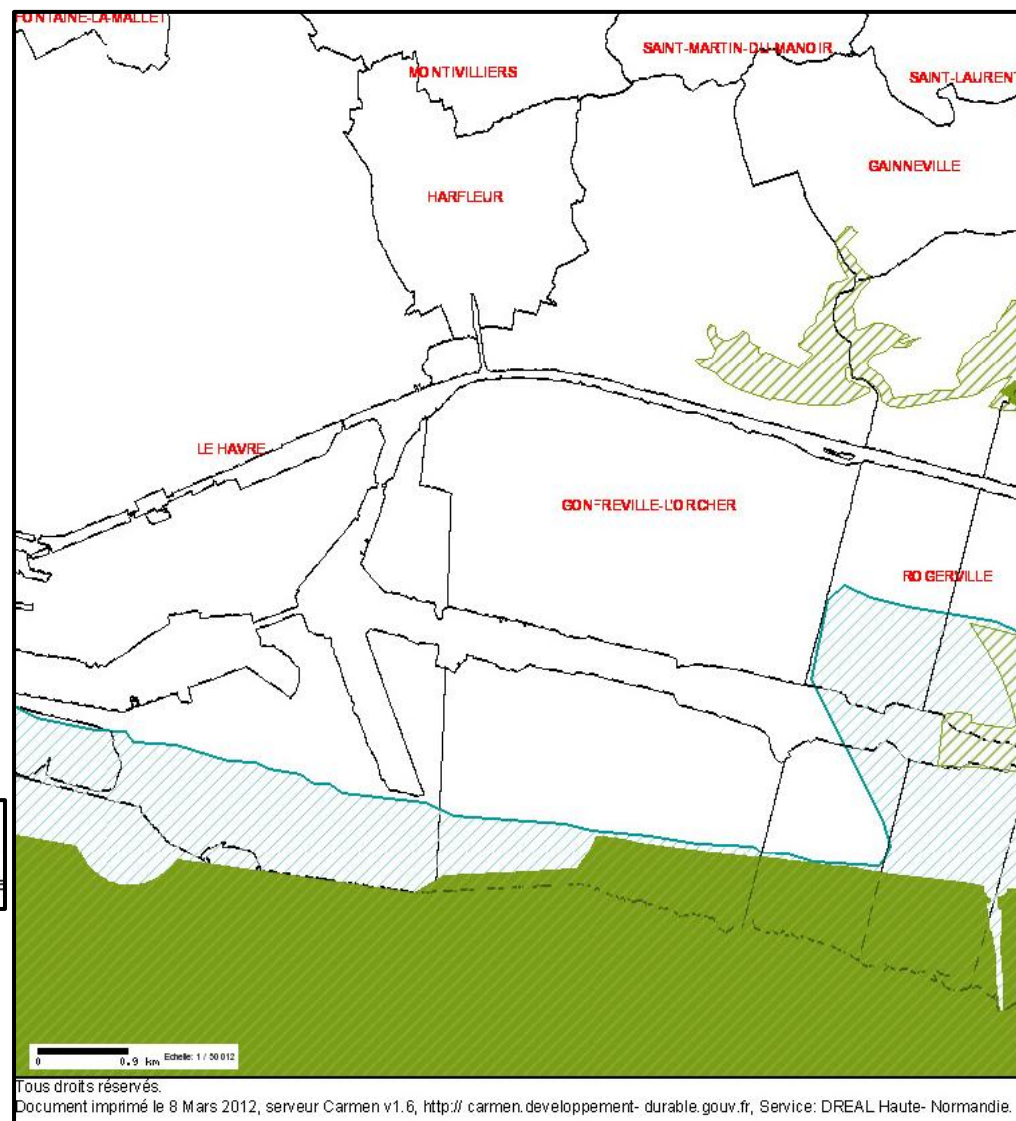 FONTAINE-LA-MALLET
SAINT-MARTIN-DU-MANOIR
MONTIVILLIERS
SAINT-LAURENT
GAINNEVILLE
HARFLEUR
LE HAVRE
GONFREVILLE-L'ORCHER
ROGERVILLE
0 0.9 km Echelle: 1 / 50 012
Tous droits réservés.
Document imprimé le 8 Mars 2012, serveur Carmen v1.6, http:// carmen.developpement- durable.gouv.fr, Service: DREAL Haute- Normandie.